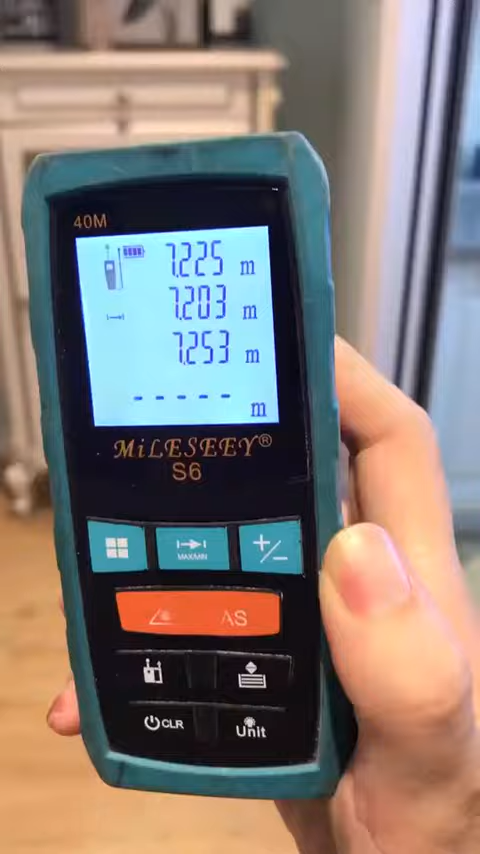 40M
7.225 m
7.203 m
7.253 m
----- m
MiLESEEY®
S6
MAX/MIN
+/-
AS
CLR
Unit